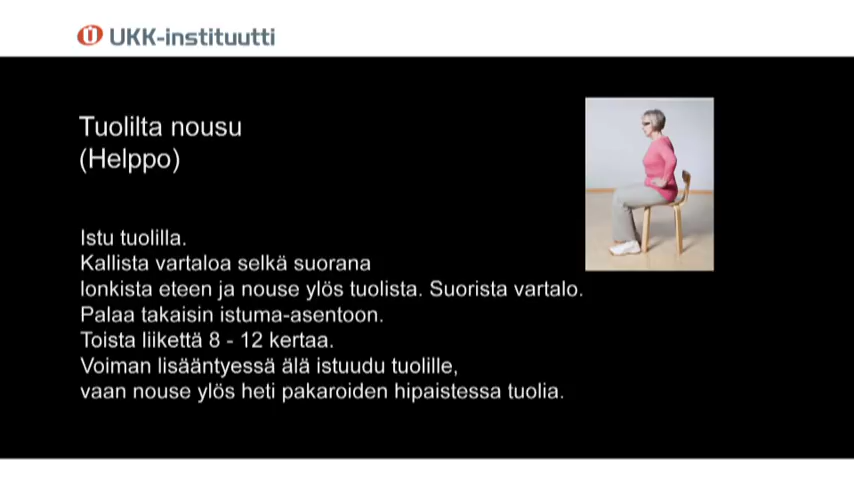 UKK-instituutti
Tuolilta nousu
(Helppo)
Istu tuolilla.
Kallista vartaloa selkä suorana
lonkista eteen ja nouse ylös tuolista. Suorista vartalo.
Palaa takaisin istuma-asentoon.
Toista liikettä 8 - 12 kertaa.
Voiman lisääntyessä älä istuudu tuolille,
vaan nouse ylös heti pakaroiden hipaistessa tuolia.